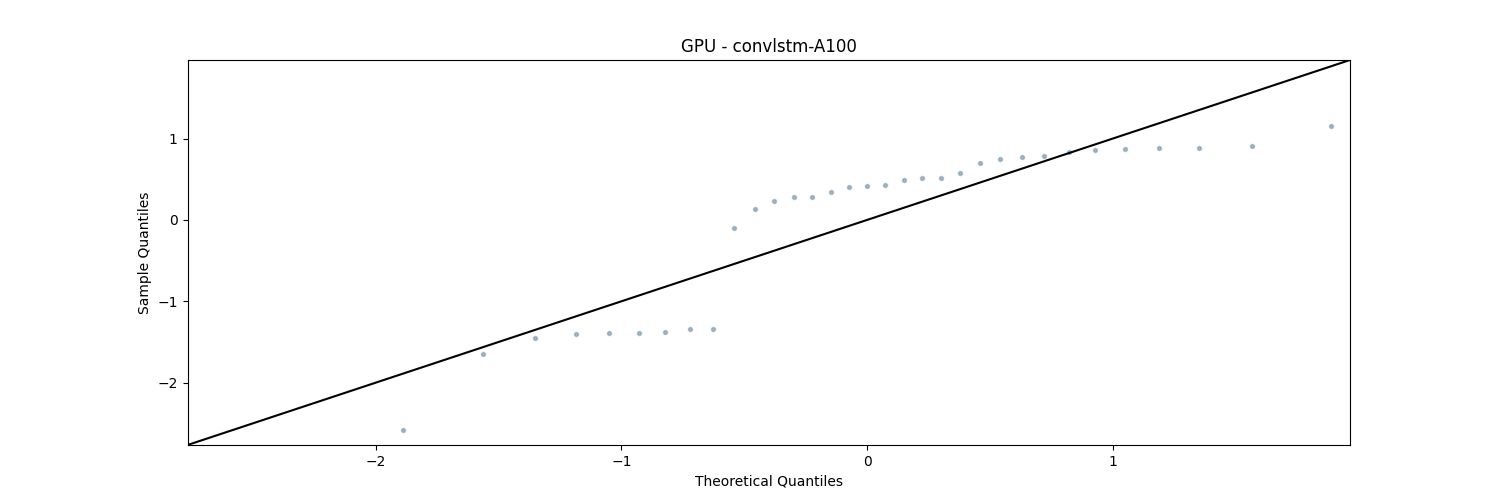 GPU - convlstm-A100
1
0
−1
−2
Sample Quantiles
−2
−1
0
1
Theoretical Quantiles